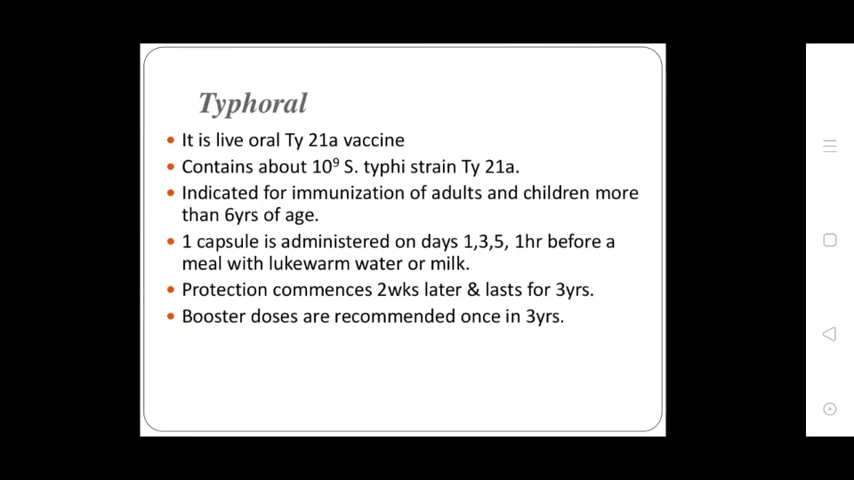 Typhoral
• It is live oral Ty 21a vaccine
• Contains about 10⁹ S. typhi strain Ty 21a.
• Indicated for immunization of adults and children more
than 6yrs of age.
• 1 capsule is administered on days 1,3,5, 1hr before a
meal with lukewarm water or milk.
• Protection commences 2wks later & lasts for 3yrs.
• Booster doses are recommended once in 3yrs.